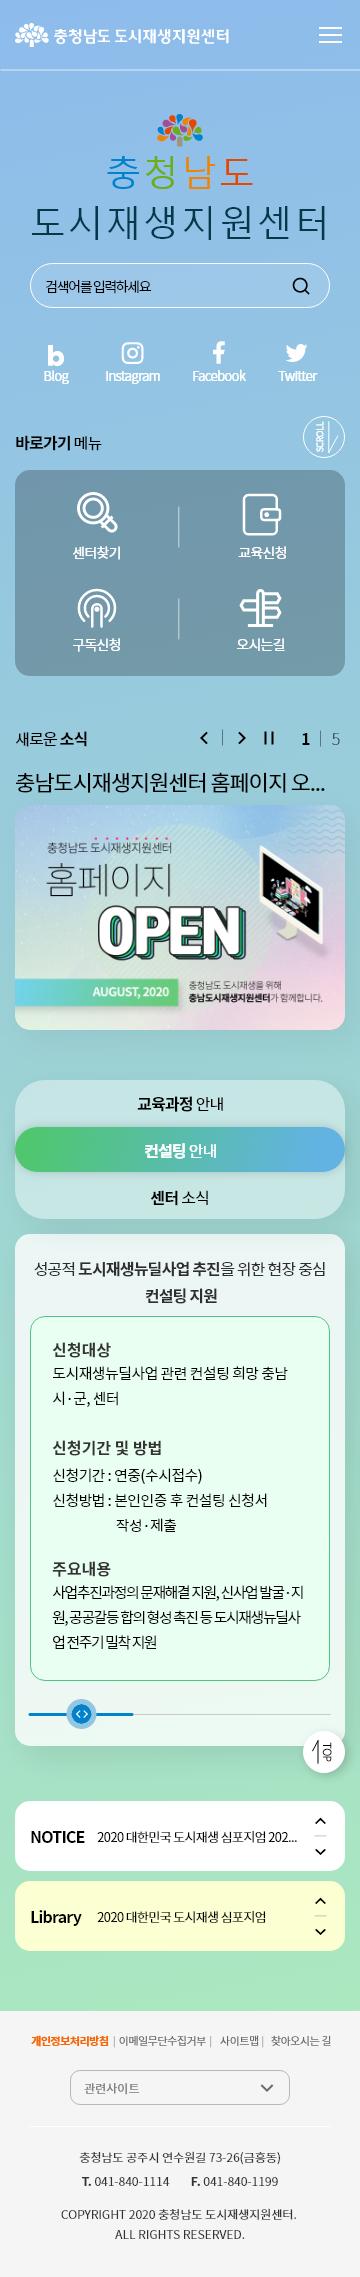 충청남도 도시재생지원센터
충청남도
도시재생지원센터
검색어를 입력하세요
Blog Instagram Facebook Twitter
바로가기 메뉴
SCROLL
센터찾기 교육신청
구독신청 오시는길
새로운 소식 1 | 5
충청남도시재생지원센터 홈페이지 오...
충청남도 도시재생지원센터
홈페이지
OPEN
AUGUST, 2020
충청남도 도시재생을 위해
충남도시재생지원센터가 함께합니다.
교육과정 안내
컨설팅 안내
센터 소식
성공적 도시재생뉴딜사업 추진을 위한 현장 중심
컨설팅 지원
신청대상
도시재생뉴딜사업 관련 컨설팅 희망 충남
시·군, 센터
신청기간 및 방법
신청기간 : 연중(수시접수)
신청방법 : 본인인증 후 컨설팅 신청서
작성·제출
주요내용
사업추진과정의 문재해결 지원, 신사업 발굴·지
원, 공공갈등 합의 형성 촉진 등 도시재생뉴딜사
업 전주기 밀착 지원
TOP
NOTICE 2020 대한민국 도시재생 심포지엄 202...
Library 2020 대한민국 도시재생 심포지엄
개인정보처리방침 | 이메일무단수집거부 | 사이트맵 | 찾아오시는 길
관련사이트
충청남도 공주시 연수원길 73-26(금흥동)
T. 041-840-1114 F. 041-840-1199
COPYRIGHT 2020 충청남도 도시재생지원센터.
ALL RIGHTS RESERVED.